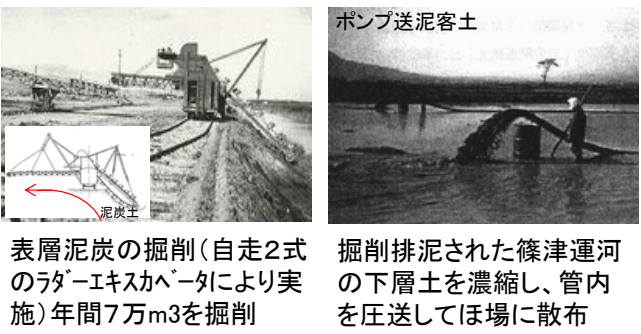 ポンプ送泥客土
泥炭土
表層泥炭の掘削（自走２式
のﾗﾀﾞｰｴｷｽｶﾍﾞｰﾀにより実
施）年間７万m3を掘削
掘削排泥された篠津運河
の下層土を濃縮し、管内
を圧送してほ場に散布